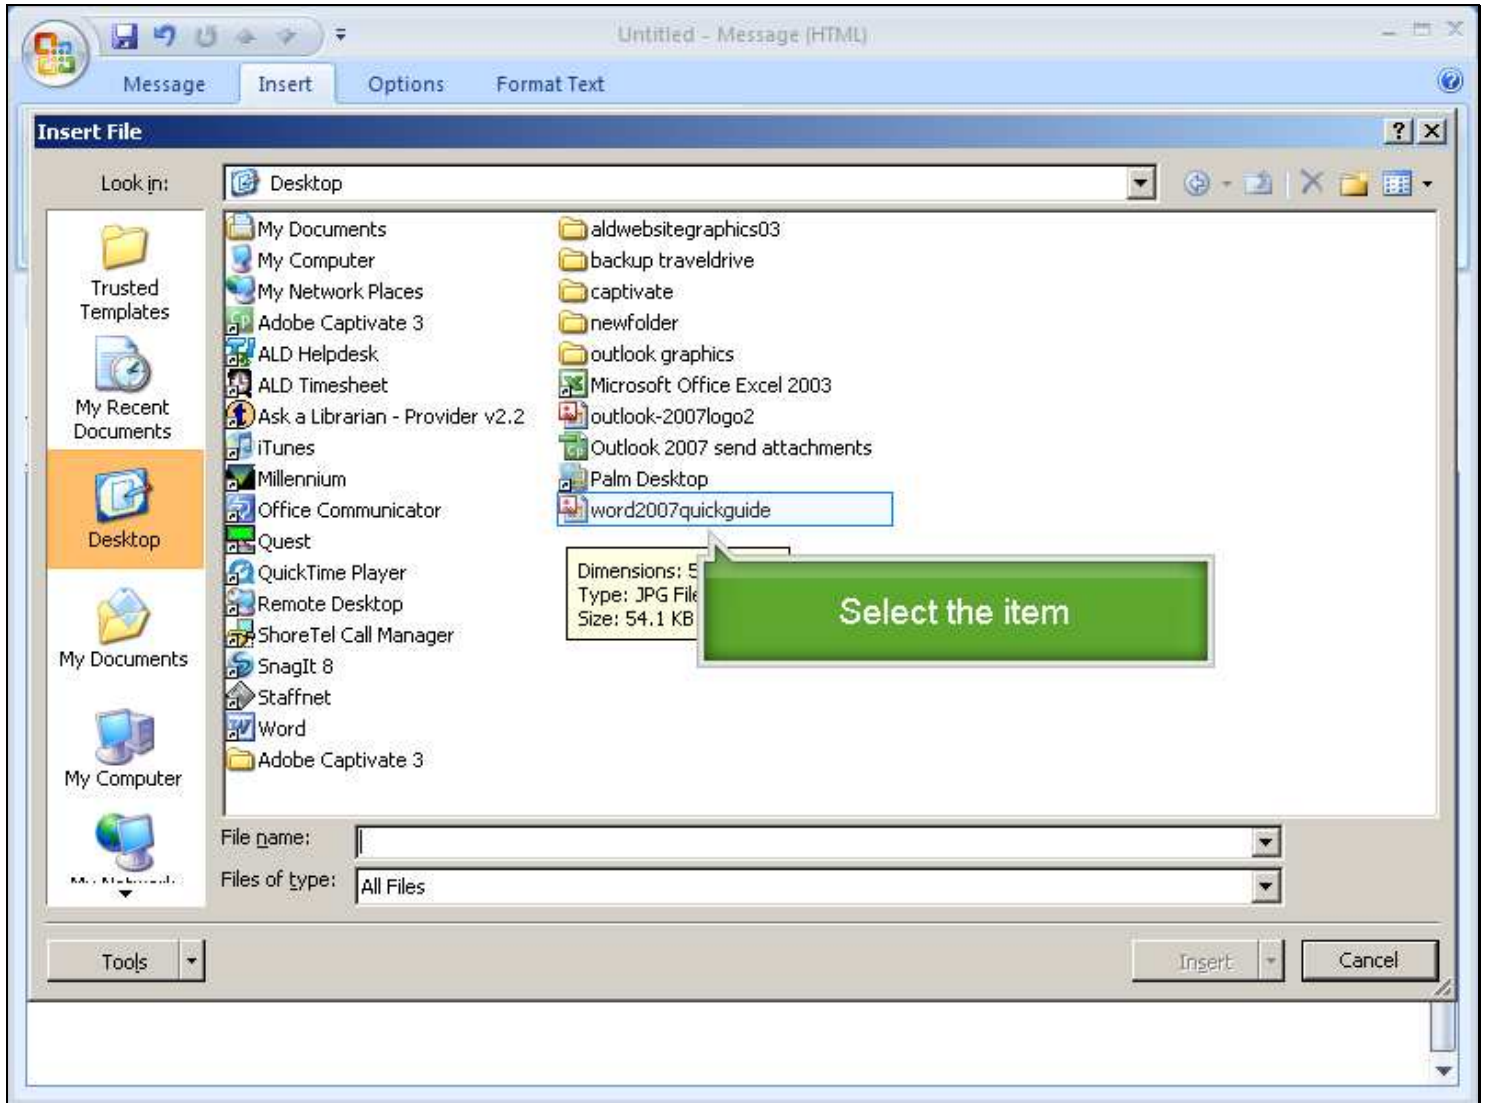 Untitled - Message (HTML)
Message Insert Options Format Text
Insert File
Look in: Desktop
Trusted
Templates
My Recent
Documents
Desktop
My Documents
My Computer
My Documents
My Computer
My Network Places
Adobe Captivate 3
ALD Helpdesk
ALD Timesheet
Ask a Librarian - Provider v2.2
iTunes
Millennium
Office Communicator
Quest
QuickTime Player
Remote Desktop
ShoreTel Call Manager
SnagIt 8
Staffnet
Word
Adobe Captivate 3
aldwebsitegraphics03
backup traveldrive
captivate
newfolder
outlook graphics
Microsoft Office Excel 2003
outlook-2007logo2
Outlook 2007 send attachments
Palm Desktop
word2007quickguide
Dimensions: 5
Type: JPG File
Size: 54.1 KB
Select the item
File name:
Files of type: All Files
Tools Insert Cancel